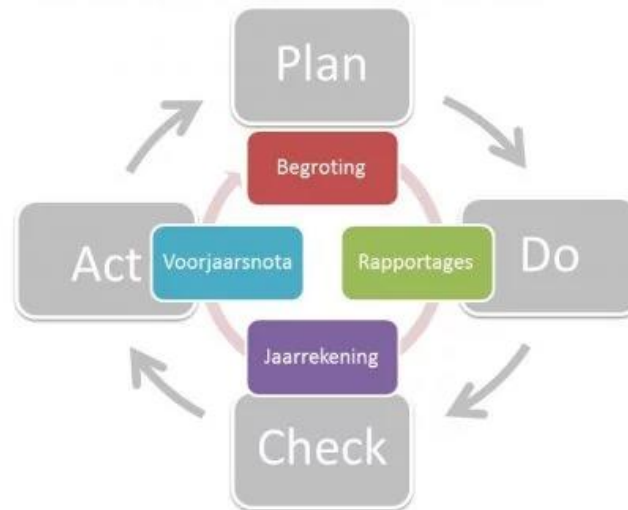 Plan
Begroting
Act
Voorjaarsnota
Rapportages
Do
Jaarrekening
Check